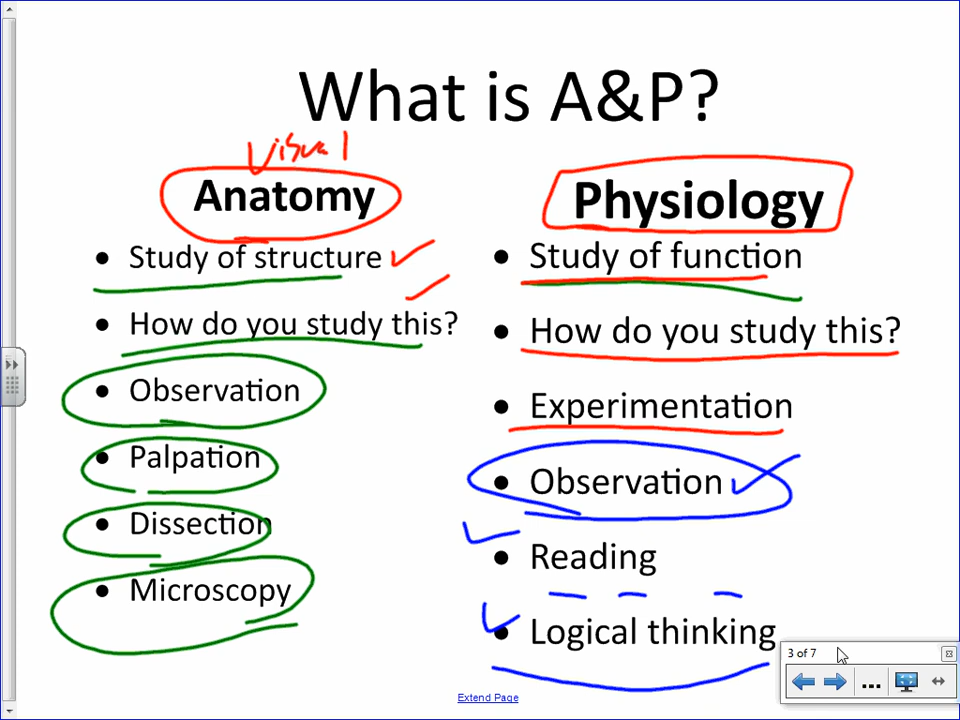 What is A&P?
Visual
Anatomy
• Study of structure
• How do you study this?
• Observation
• Palpation
• Dissection
• Microscopy
Physiology
• Study of function
• How do you study this?
• Experimentation
• Observation
• Reading
• Logical thinking
3 of 7
...
Extend Page